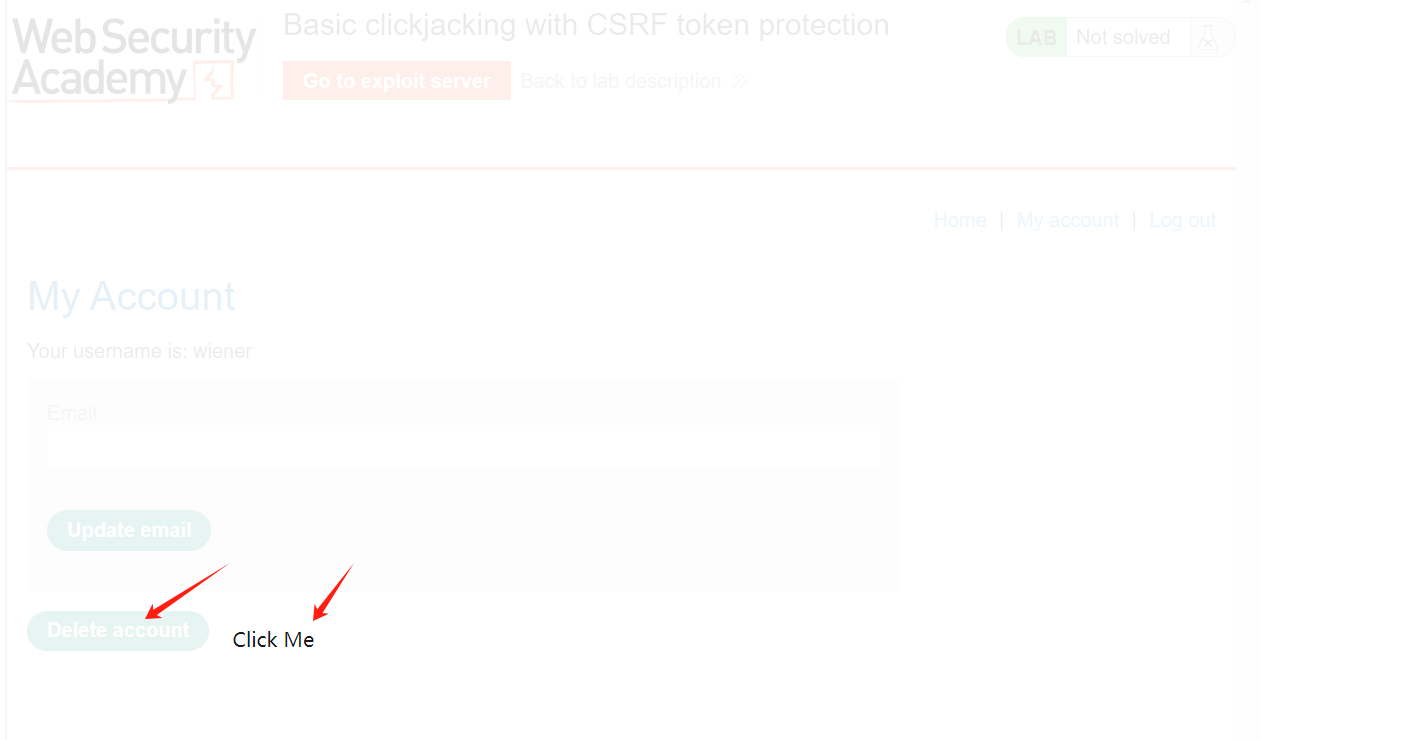 Web Security
Academy
Basic clickjacking with CSRF token protection
LAB Not solved
Go to exploit server Back to lab description
Home | My account | Log out
My Account
Your username is: wiener
Email
Update email
Delete account
Click Me